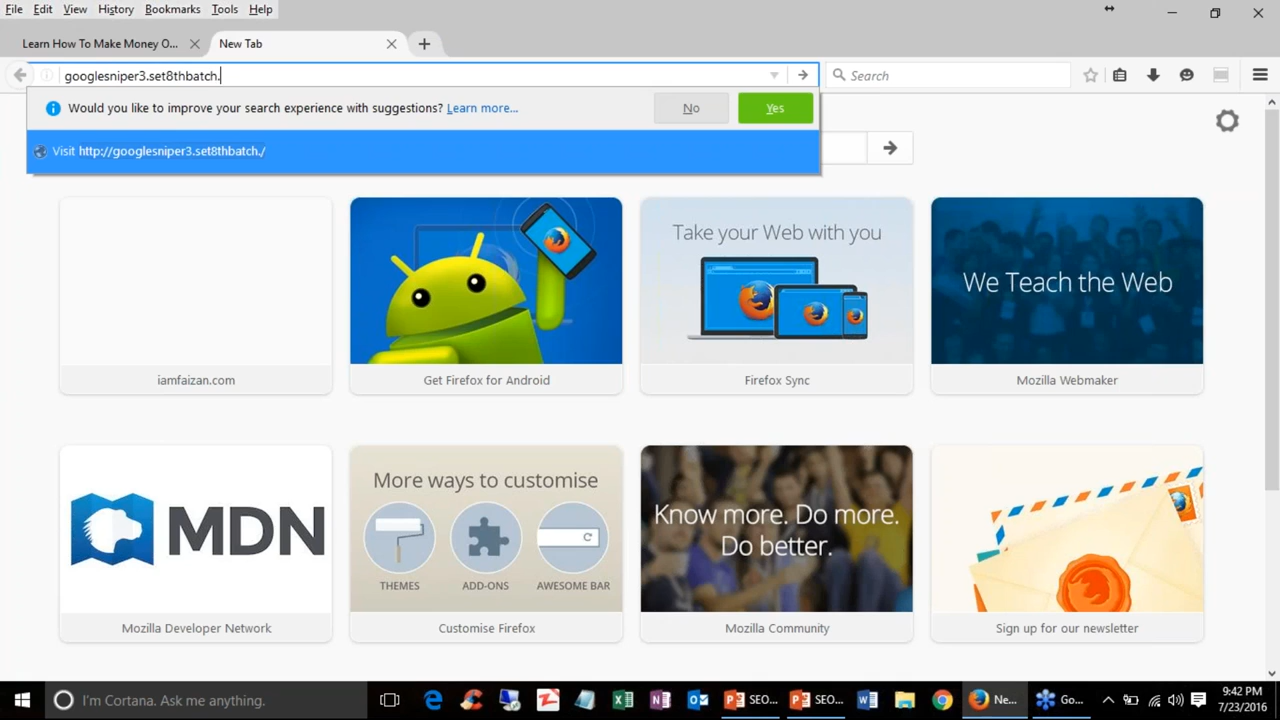 File Edit View History Bookmarks Tools Help
Learn How To Make Money O... New Tab
googlesniper3.set8thbatch. Search
Would you like to improve your search experience with suggestions? Learn more... No Yes
Visit http://googlesniper3.set8thbatch./
Take your Web with you
We Teach the Web
iamfaizan.com Get Firefox for Android Firefox Sync Mozilla Webmaker
MDN
More ways to customise
THEMES ADD-ONS AWESOME BAR
Know more. Do more.
Do better.
Mozilla Developer Network Customise Firefox Mozilla Community Sign up for our newsletter
I'm Cortana. Ask me anything. SEO... SEO... Ne... Go... 9:42 PM
7/23/2016